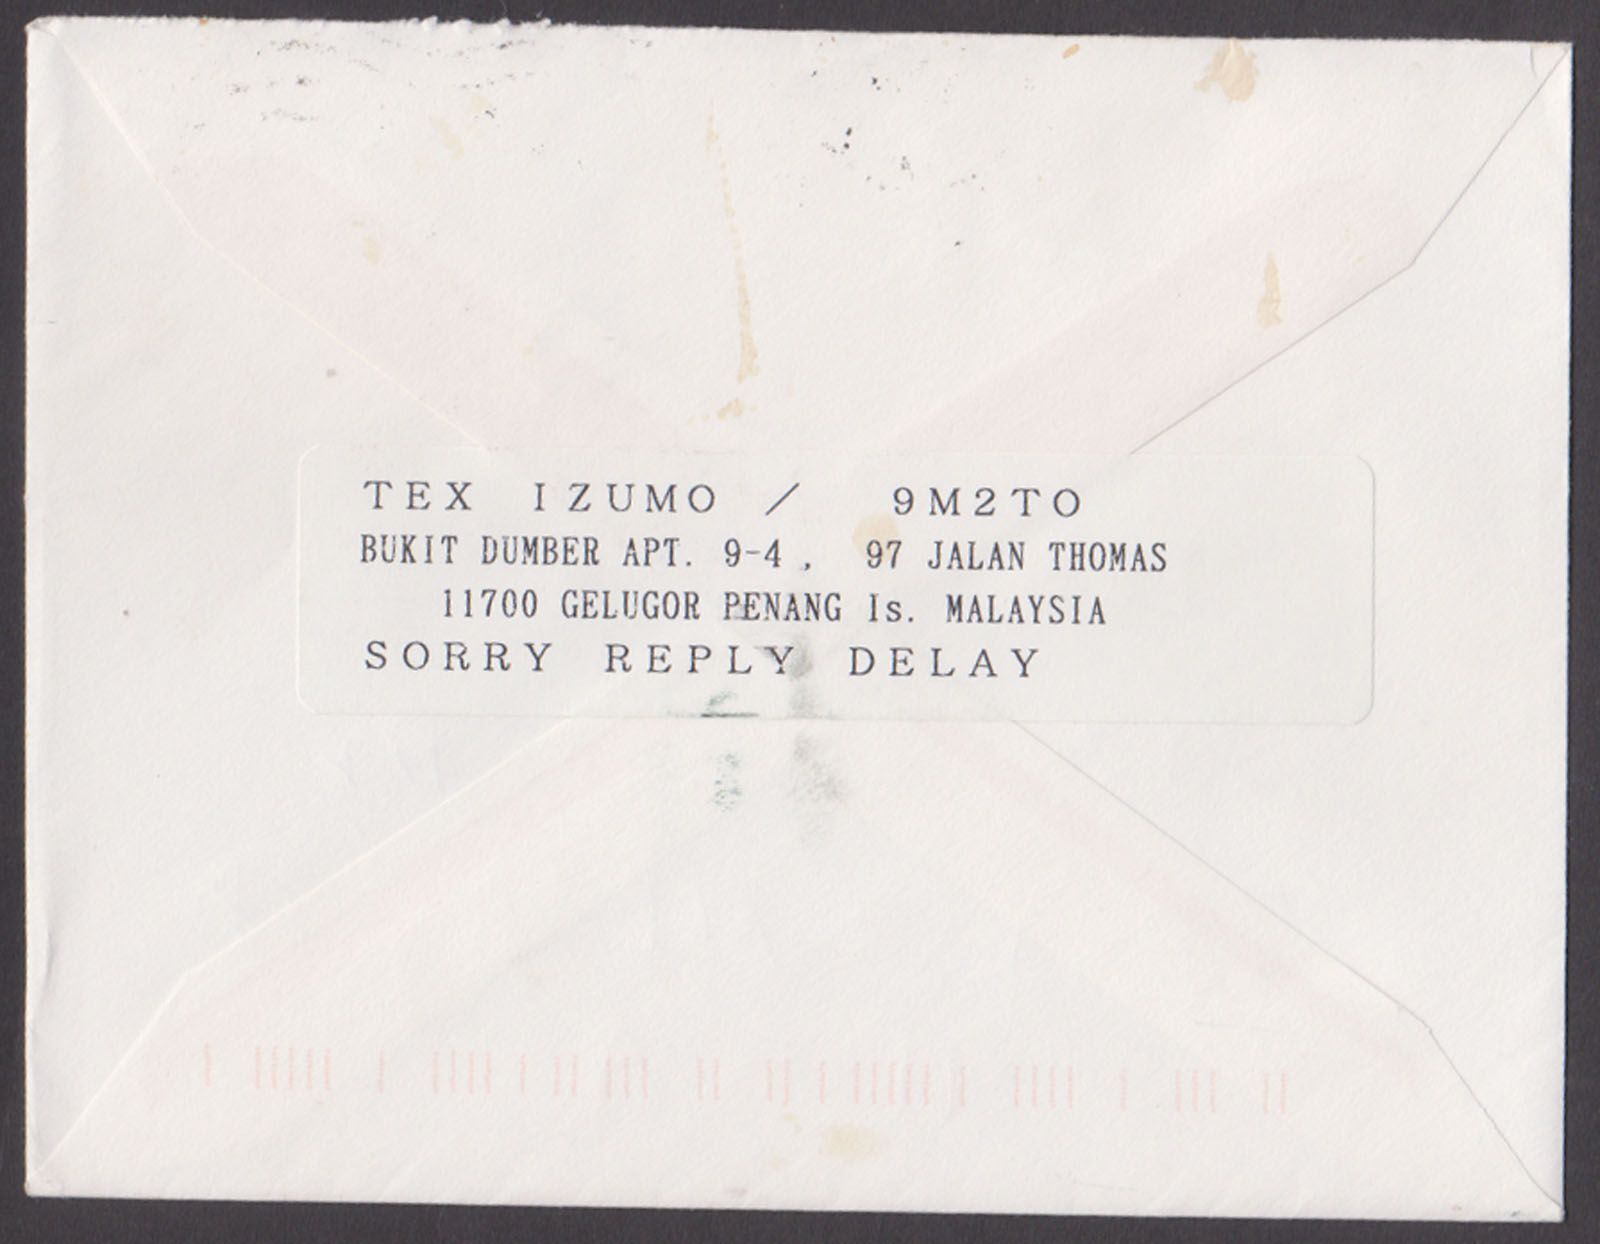 TEX IZUMO / 9M2TO
BUKIT DUMBER APT. 9-4, 97 JALAN THOMAS
11700 GELUGOR PENANG Is. MALAYSIA
SORRY REPLY DELAY